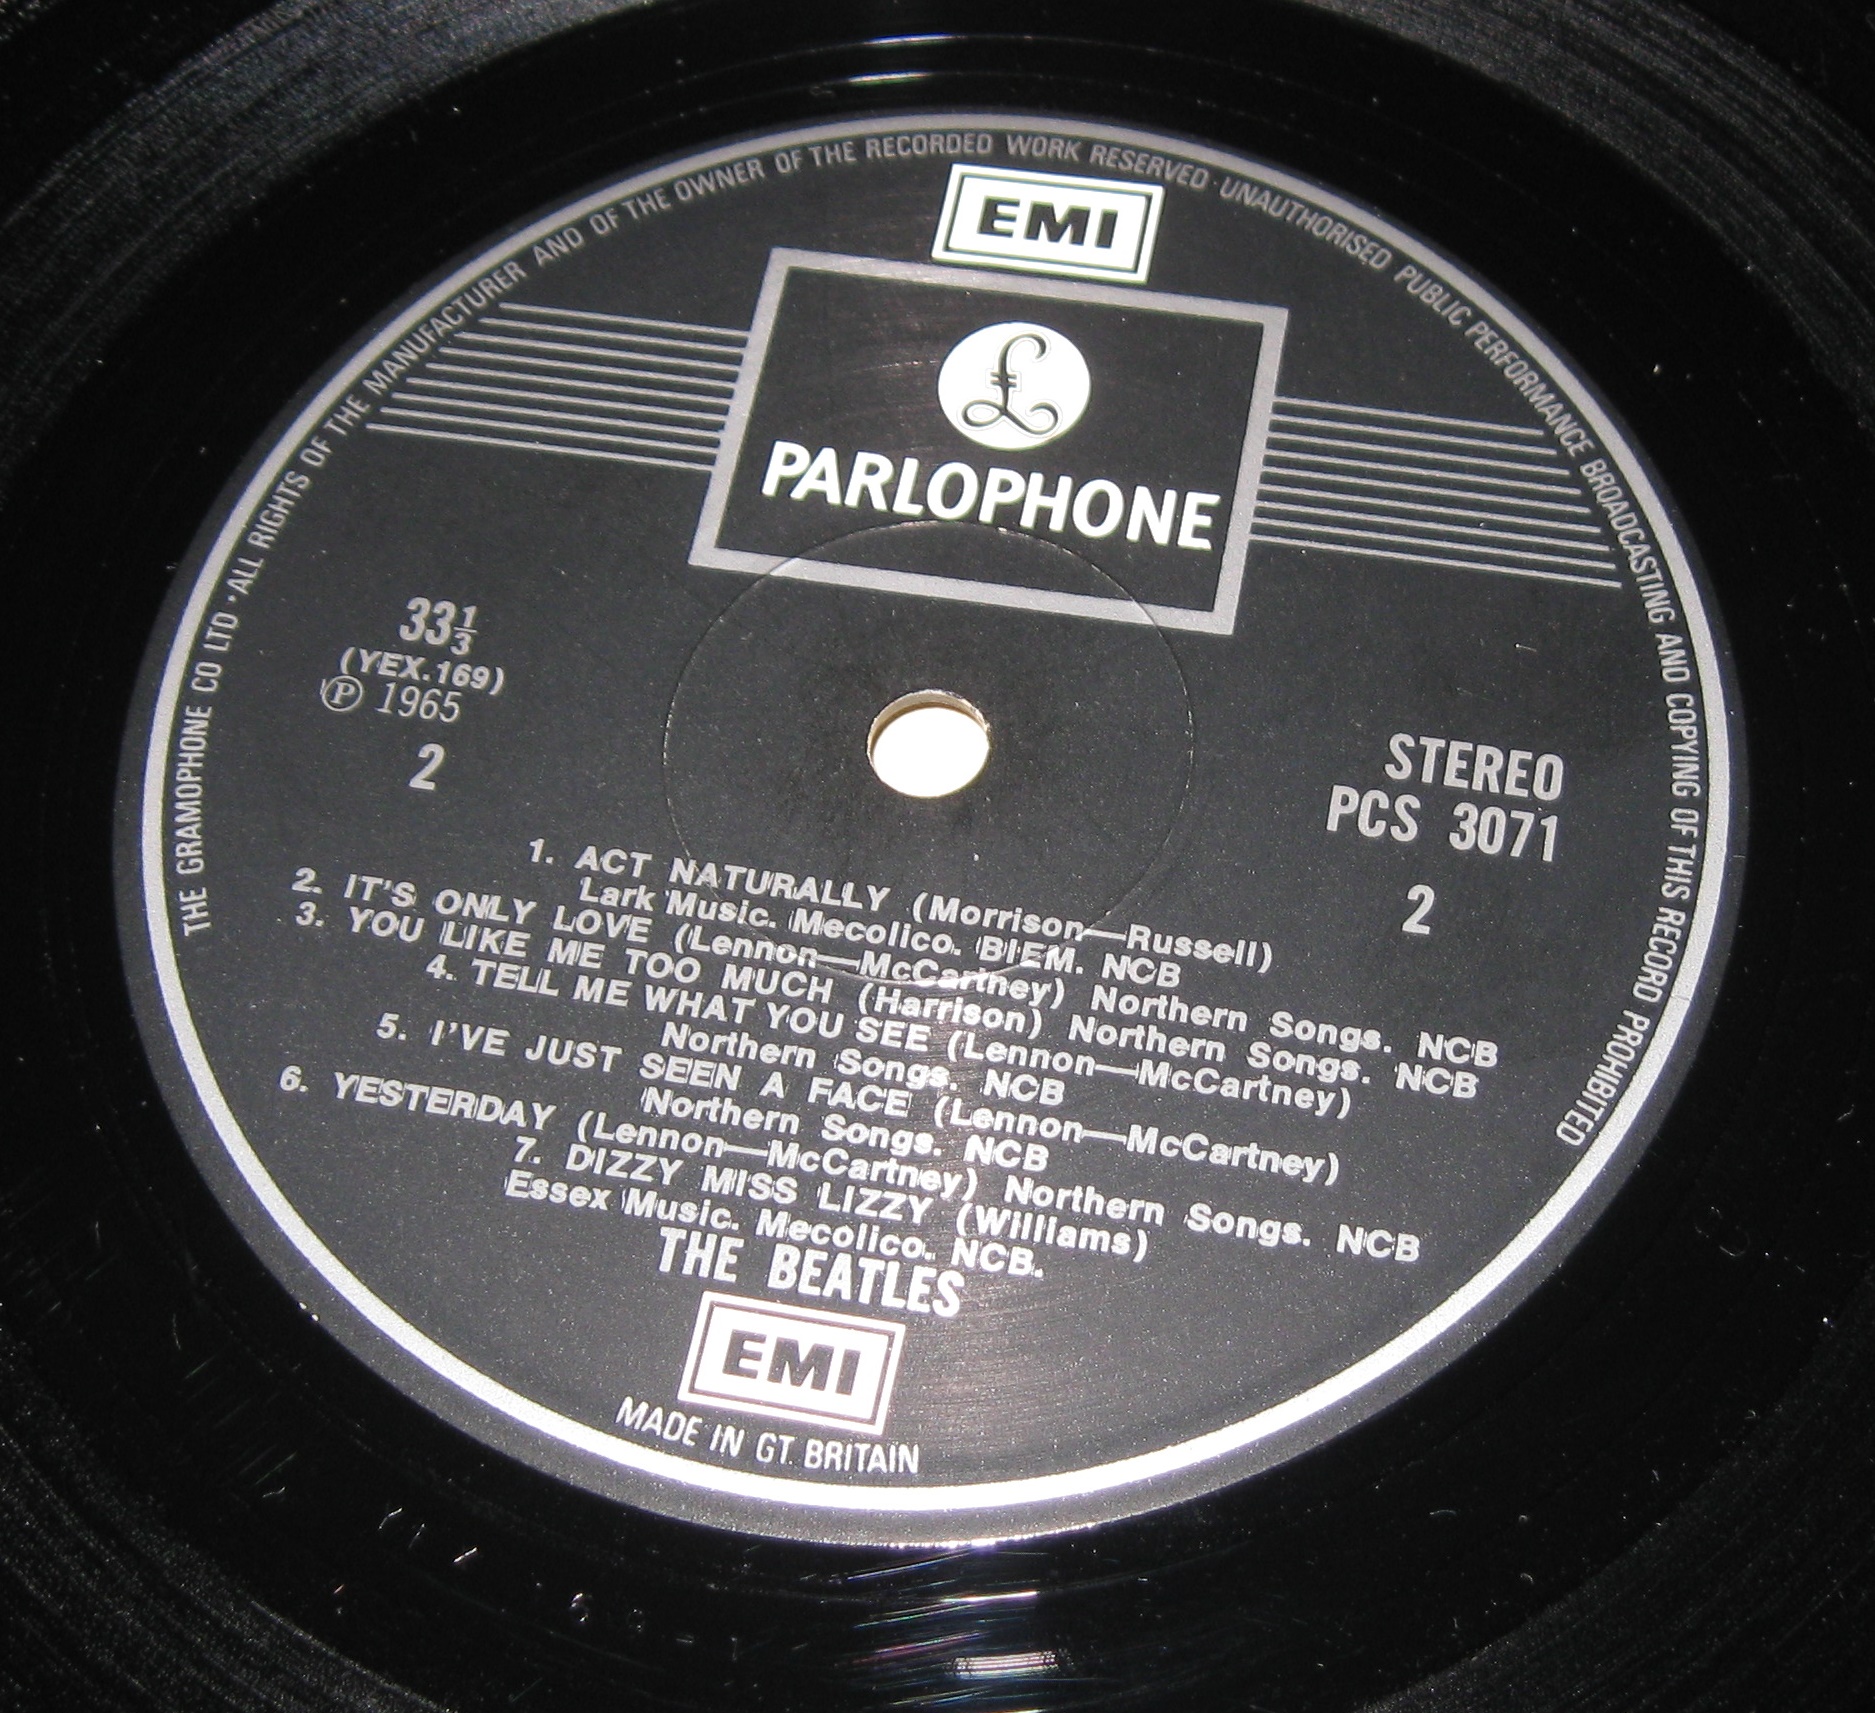 THE GRAMOPHONE CO LTD · ALL RIGHTS OF THE MANUFACTURER AND OF THE OWNER OF THE RECORDED WORK RESERVED · UNAUTHORISED PUBLIC PERFORMANCE BROADCASTING AND COPYING OF THIS RECORD PROHIBITED
EMI
£
PARLOPHONE
33⅓
(YEX.169)
℗ 1965
2
STEREO
PCS 3071
2
1. ACT NATURALLY (Morrison—Russell)
Lark Music. Mecolico. BIEM. NCB
2. IT'S ONLY LOVE (Lennon—McCartney) Northern Songs. NCB
3. YOU LIKE ME TOO MUCH (Harrison) Northern Songs. NCB
4. TELL ME WHAT YOU SEE (Lennon—McCartney)
Northern Songs. NCB
5. I'VE JUST SEEN A FACE (Lennon—McCartney)
Northern Songs. NCB
6. YESTERDAY (Lennon—McCartney) Northern Songs. NCB
7. DIZZY MISS LIZZY (Williams)
Essex Music. Mecolico. NCB.
THE BEATLES
EMI
MADE IN GT. BRITAIN